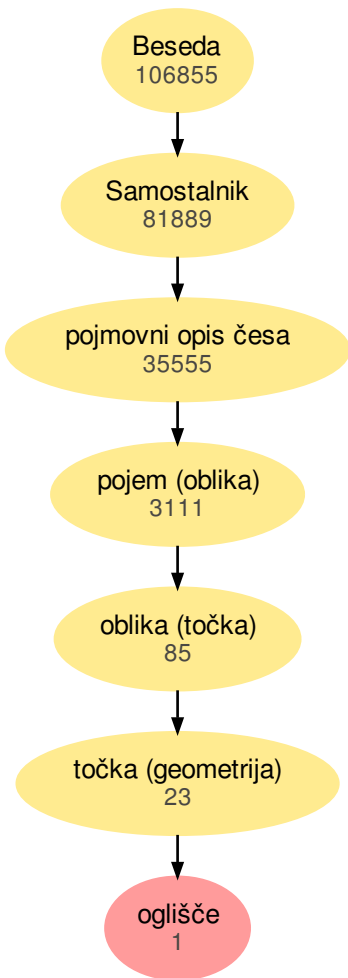 Beseda
106855
Samostalnik
81889
pojmovni opis česa
35555
pojem (oblika)
3111
oblika (točka)
85
točka (geometrija)
23
oglišče
1